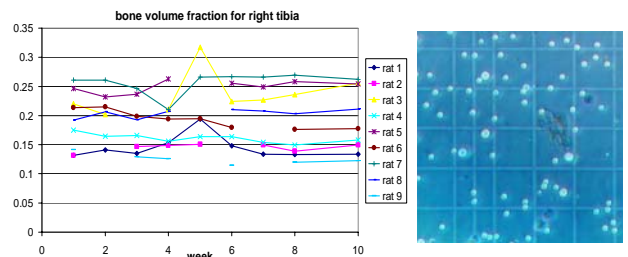 bone volume fraction for right tibia
0.35
0.3
0.25
0.2
0.15
0.1
0.05
0
0 2 4 6 8 10
week
rat 1
rat 2
rat 3
rat 5
rat 6
rat 7
rat 8
rat 4
rat 9